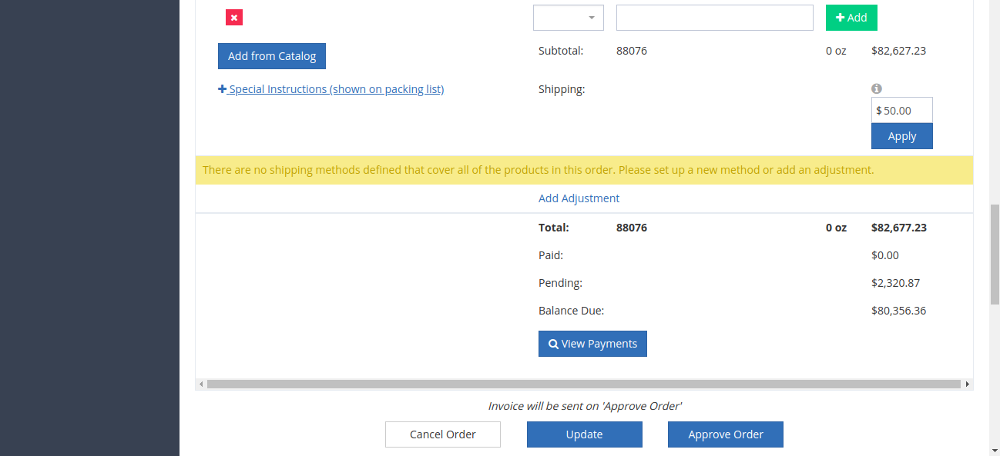 Add
Add from Catalog
Subtotal: 88076 0 oz $82,627.23
Special Instructions (shown on packing list)
Shipping:
$ 50.00
Apply
There are no shipping methods defined that cover all of the products in this order. Please set up a new method or add an adjustment.
Add Adjustment
Total: 88076 0 oz $82,677.23
Paid: $0.00
Pending: $2,320.87
Balance Due: $80,356.36
View Payments
Invoice will be sent on 'Approve Order'
Cancel Order Update Approve Order